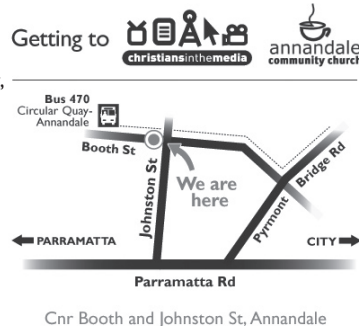 Getting to
christiansinthemedia
annandale
community church
Bus 470
Circular Quay-
Annandale
Booth St
Johnston St
We are
here
Pyrmont Bridge Rd
PARRAMATTA
CITY
Parramatta Rd
Cnr Booth and Johnston St, Annandale